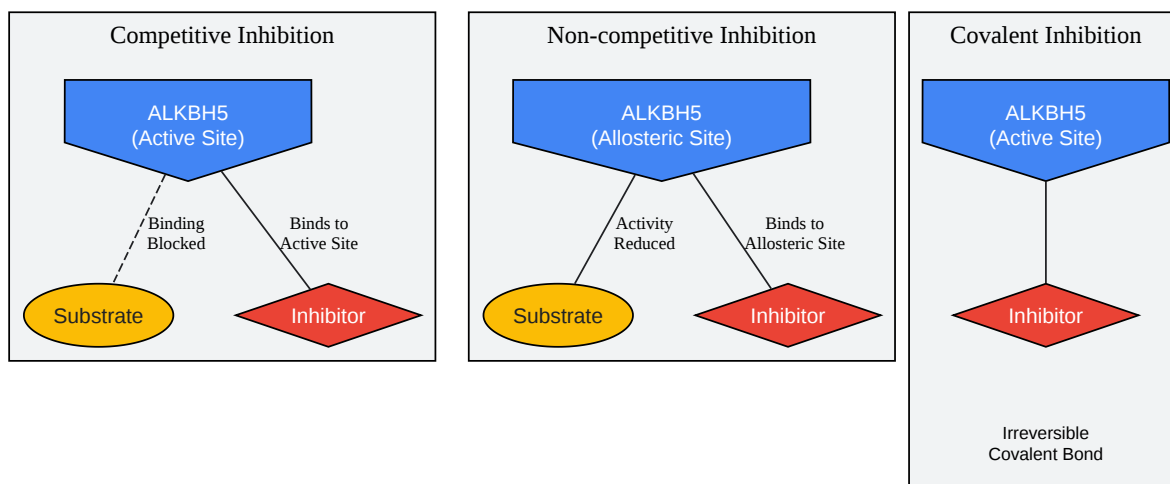 Competitive Inhibition
ALKBH5
(Active Site)
Binding
Blocked
Binds to
Active Site
Substrate
Inhibitor
Non-competitive Inhibition
ALKBH5
(Allosteric Site)
Activity
Reduced
Binds to
Allosteric Site
Substrate
Inhibitor
Covalent Inhibition
ALKBH5
(Active Site)
Inhibitor
Irreversible
Covalent Bond